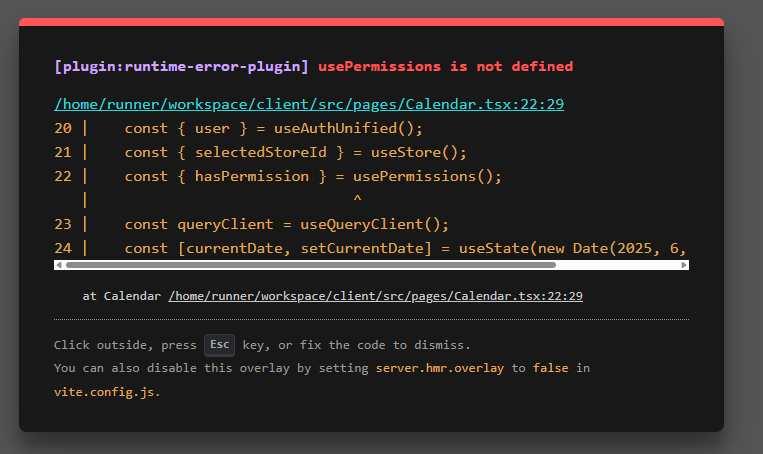 [plugin:runtime-error-plugin] usePermissions is not defined
/home/runner/workspace/client/src/pages/Calendar.tsx:22:29
20 |    const { user } = useAuthUnified();
21 |    const { selectedStoreId } = useStore();
22 |    const { hasPermission } = usePermissions();
   |                              ^
23 |    const queryClient = useQueryClient();
24 |    const [currentDate, setCurrentDate] = useState(new Date(2025, 6,
at Calendar /home/runner/workspace/client/src/pages/Calendar.tsx:22:29
Click outside, press Esc key, or fix the code to dismiss.
You can also disable this overlay by setting server.hmr.overlay to false in
vite.config.js.